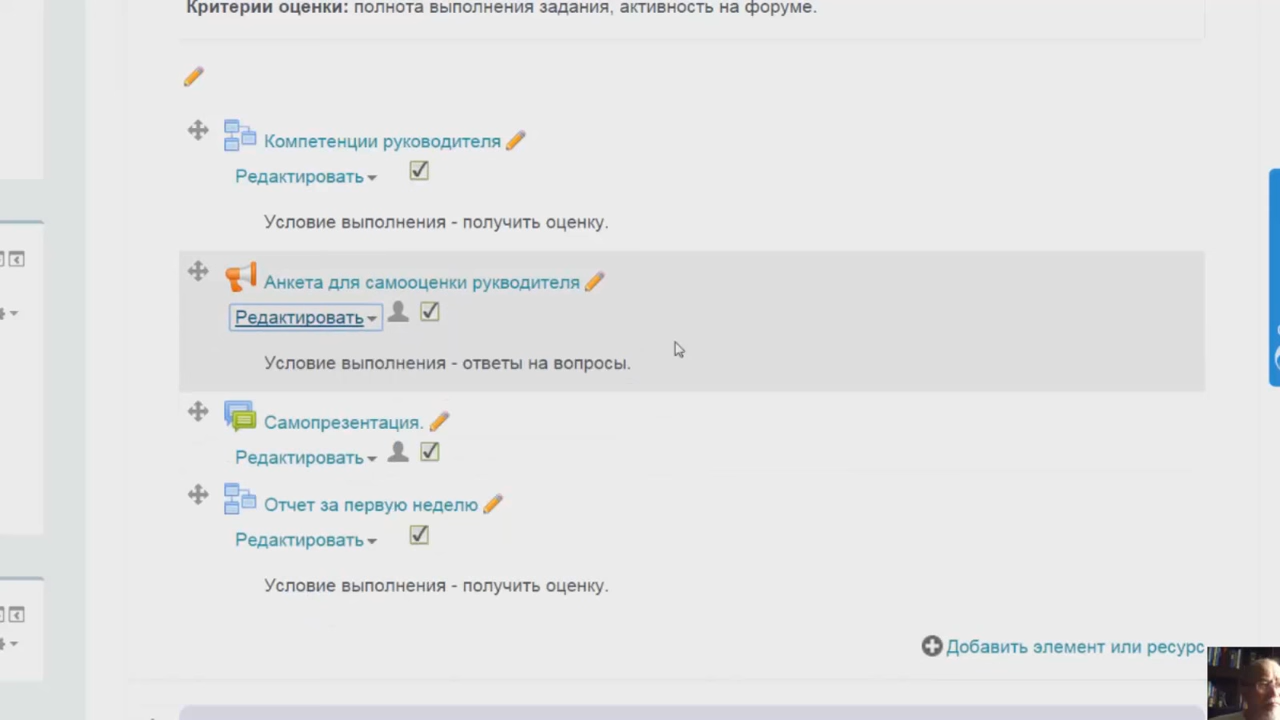 Критерии оценки: полнота выполнения задания, активность на форуме.
Компетенции руководителя
Редактировать
Условие выполнения - получить оценку.
Анкета для самооценки рукводителя
Редактировать
Условие выполнения - ответы на вопросы.
Самопрезентация.
Редактировать
Отчет за первую неделю
Редактировать
Условие выполнения - получить оценку.
Добавить элемент или ресурс